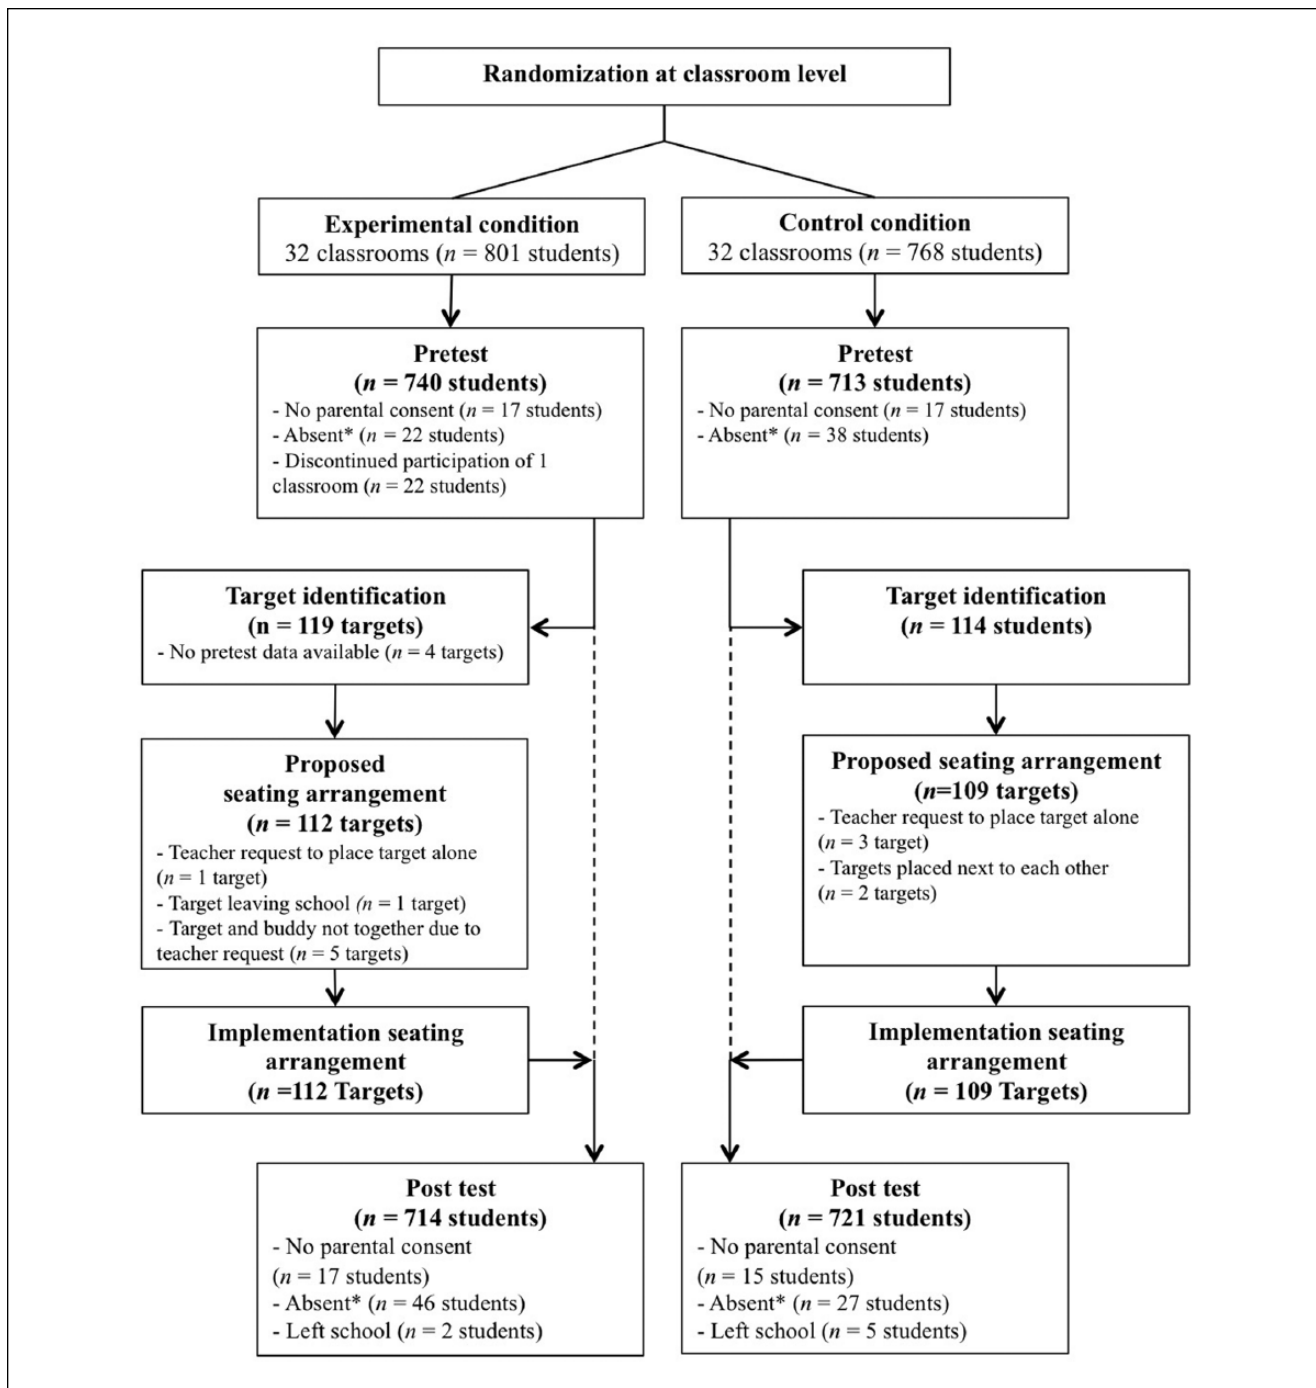 Randomization at classroom level
Experimental condition
32 classrooms (n = 801 students)
Control condition
32 classrooms (n = 768 students)
Pretest
(n = 740 students)
- No parental consent (n = 17 students)
- Absent* (n = 22 students)
- Discontinued participation of 1
classroom (n = 22 students)
Pretest
(n = 713 students)
- No parental consent (n = 17 students)
- Absent* (n = 38 students)
Target identification
(n = 119 targets)
- No pretest data available (n = 4 targets)
Target identification
(n = 114 students)
Proposed
seating arrangement
(n = 112 targets)
- Teacher request to place target alone
(n = 1 target)
- Target leaving school (n = 1 target)
- Target and buddy not together due to
teacher request (n = 5 targets)
Proposed seating arrangement
(n=109 targets)
- Teacher request to place target alone
(n = 3 target)
- Targets placed next to each other
(n = 2 targets)
Implementation seating
arrangement
(n =112 Targets)
Implementation seating
arrangement
(n = 109 Targets)
Post test
(n = 714 students)
- No parental consent
(n = 17 students)
- Absent* (n = 46 students)
- Left school (n = 2 students)
Post test
(n = 721 students)
- No parental consent
(n = 15 students)
- Absent* (n = 27 students)
- Left school (n = 5 students)